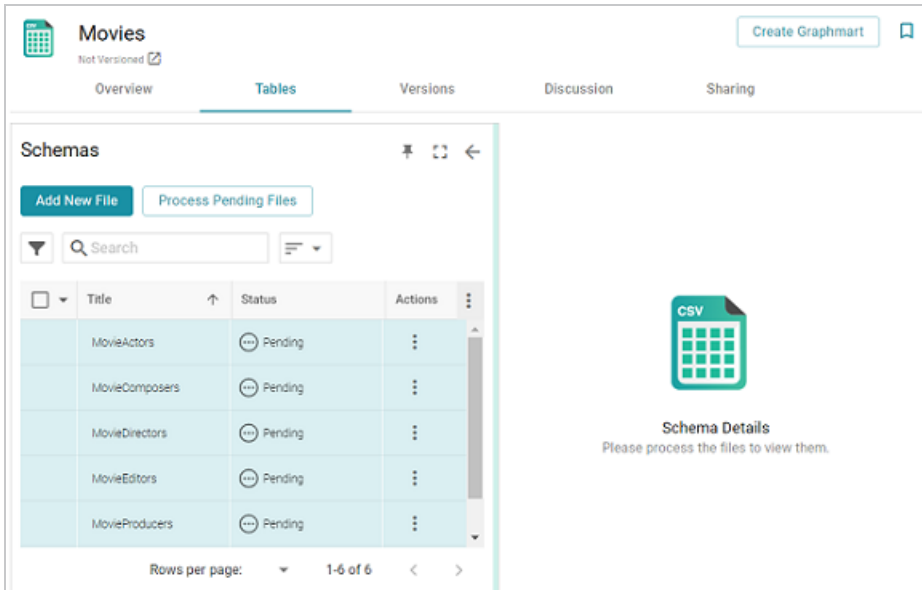 CSV
Movies
Create Graphmart
Not Versioned
Overview Tables Versions Discussion Sharing
Schemas
Add New File Process Pending Files
Search
Title Status Actions
MovieActors Pending
MovieComposers Pending
MovieDirectors Pending
MovieEditors Pending
MovieProducers Pending
Rows per page: 1-6 of 6
CSV
Schema Details
Please process the files to view them.